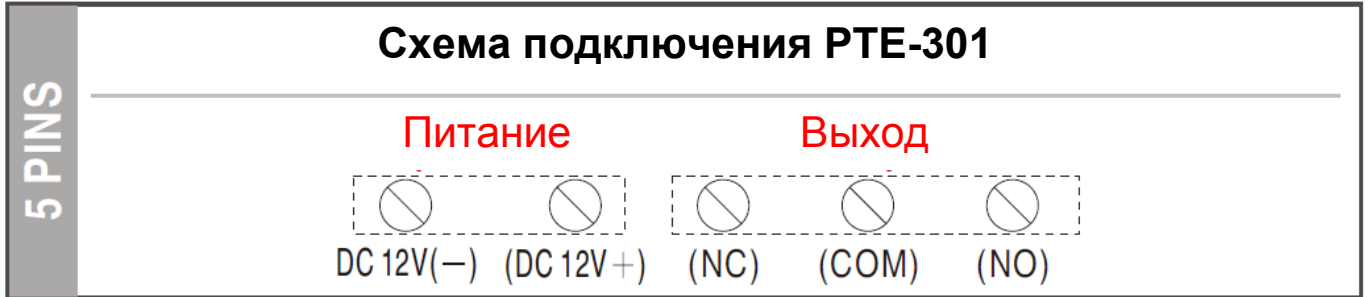 5 PINS
Схема подключения PTE-301
Питание Выход
DC 12V(−) (DC 12V+) (NC) (COM) (NO)